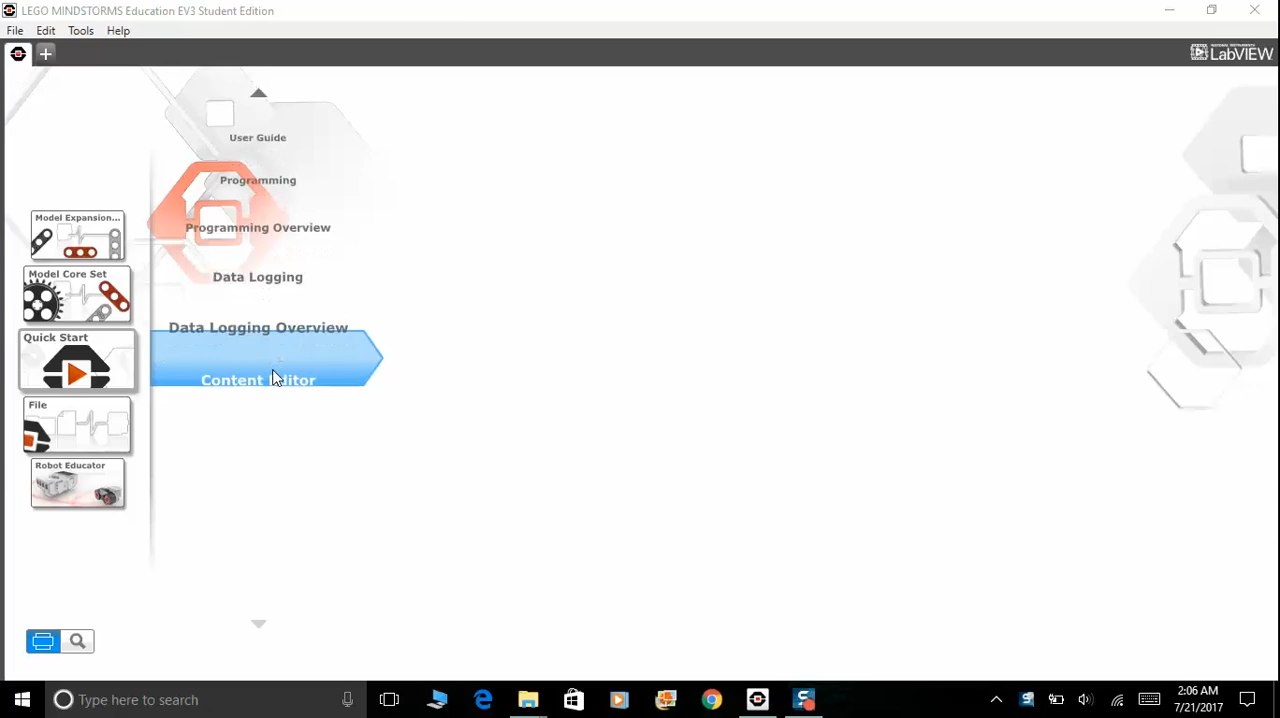 LEGO MINDSTORMS Education EV3 Student Edition
File Edit Tools Help
NATIONAL INSTRUMENTS
LabVIEW
User Guide
Programming
Programming Overview
Data Logging
Data Logging Overview
Content Editor
Model Expansion...
Model Core Set
Quick Start
File
Robot Educator
Type here to search
2:06 AM
7/21/2017